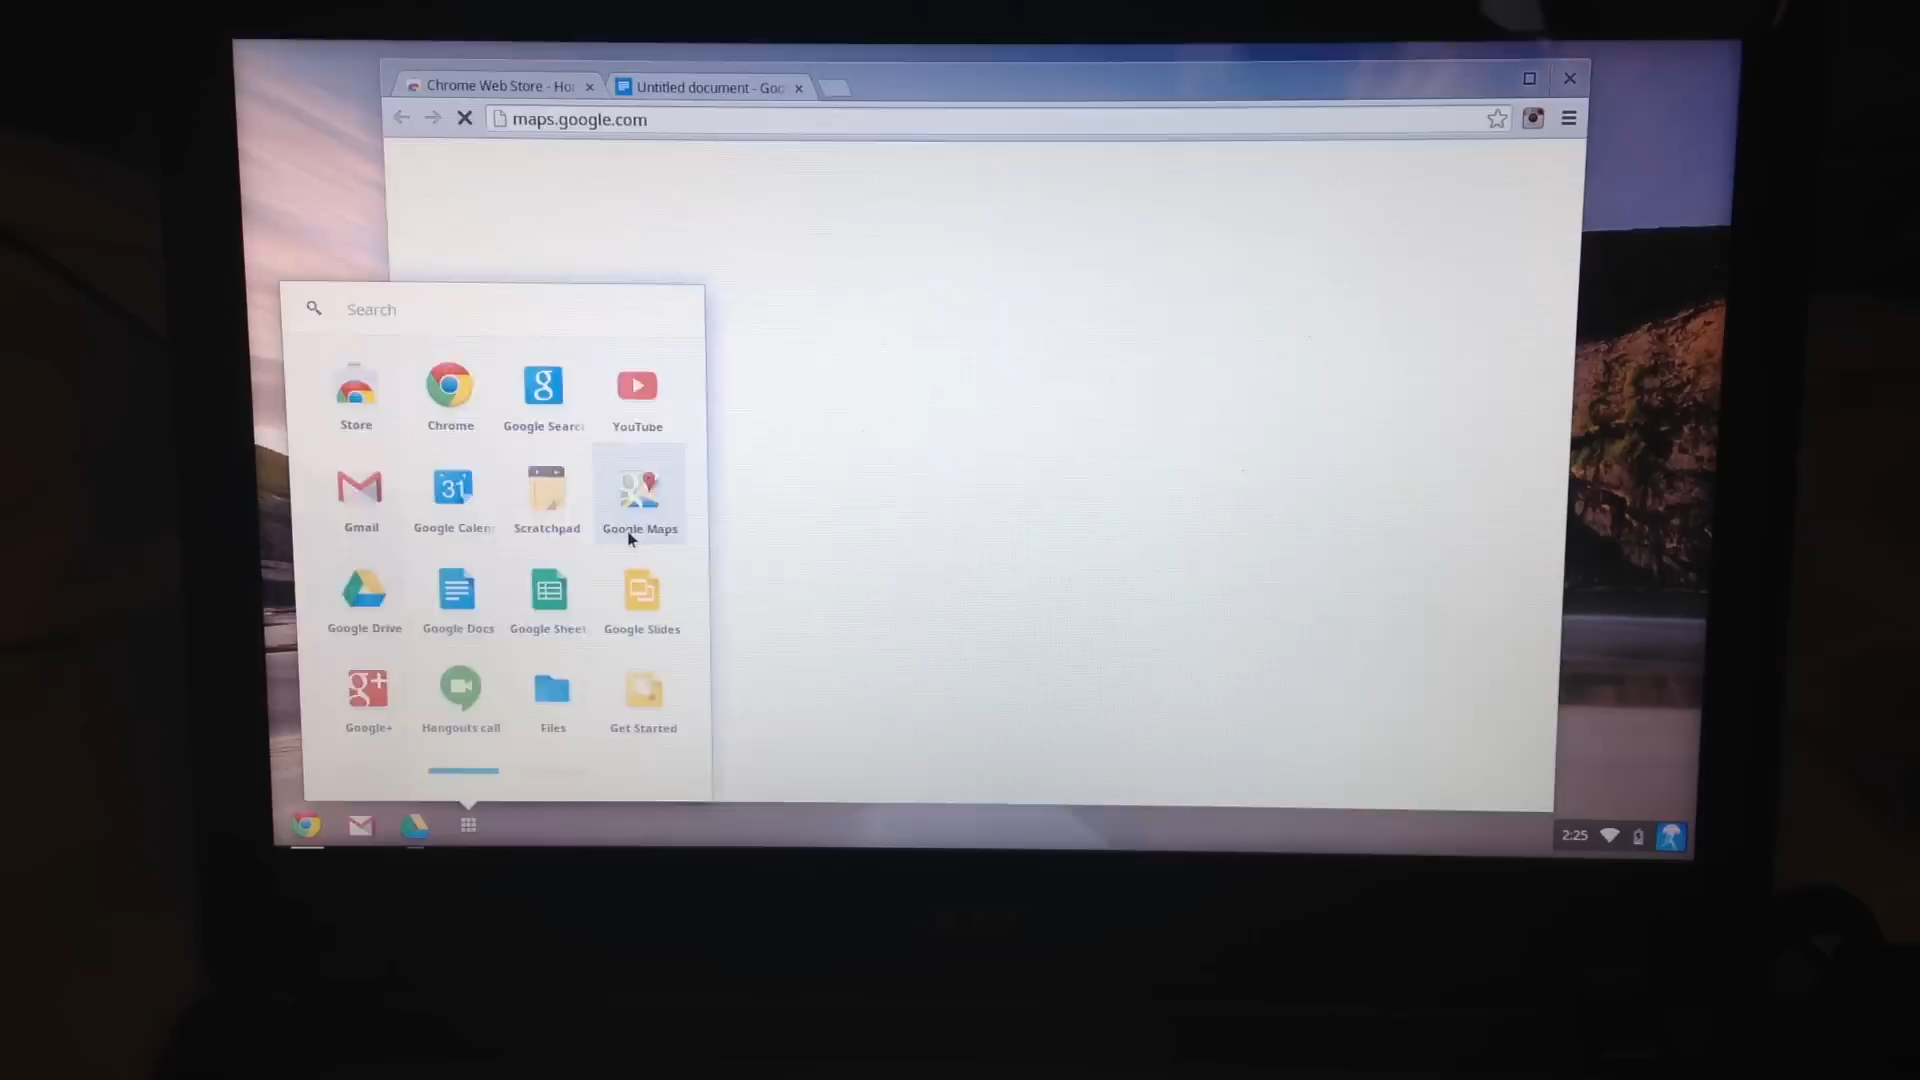 Chrome Web Store - Ho
Untitled document - Goo
maps.google.com
Search
Store
Chrome
Google Searc
YouTube
Gmail
31
Google Calen
Scratchpad
Google Maps
Google Drive
Google Docs
Google Sheet
Google Slides
g+
Google+
Hangouts call
Files
Get Started
2:25